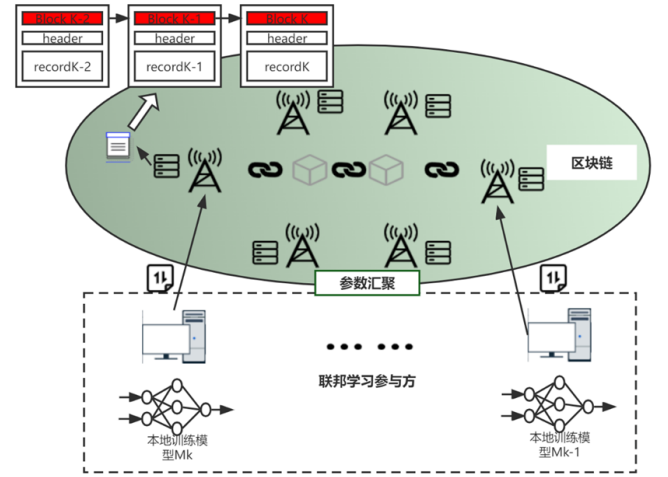 Block K-2
Block K-1
Block K
header
header
header
recordK-2
recordK-1
recordK
区块链
参数汇聚
联邦学习参与方
本地训练模
型Mk
本地训练模
型Mk-1